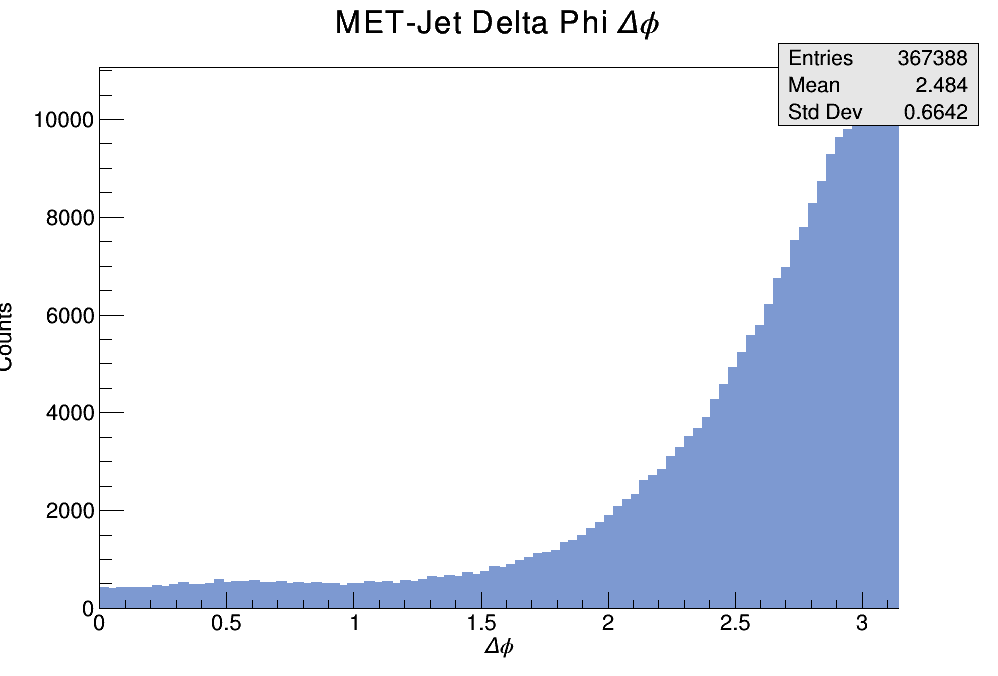 MET-Jet Delta Phi Δϕ
Entries 367388
Mean 2.484
Std Dev 0.6642
10000
8000
6000
4000
2000
0
Counts
0 0.5 1 1.5 2 2.5 3
Δϕ